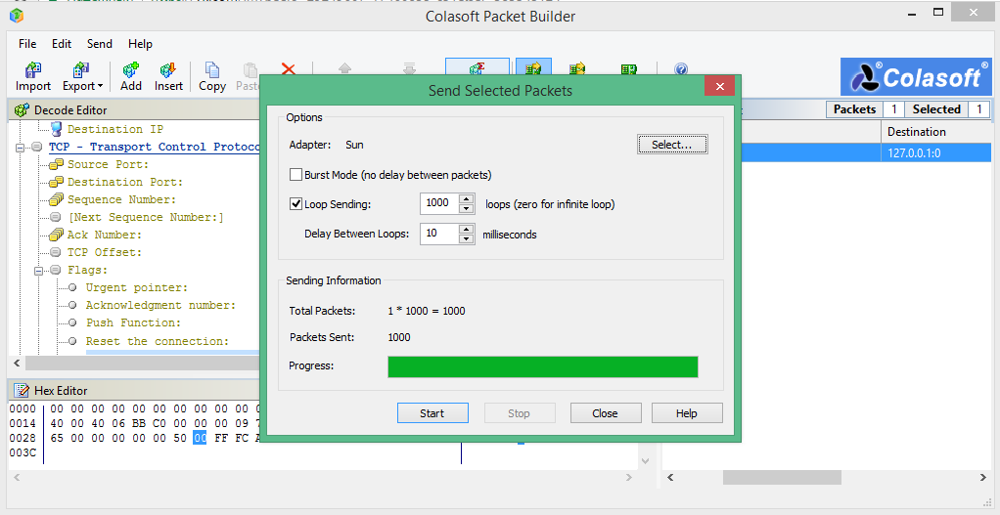 Colasoft Packet Builder
File Edit Send Help
Import Export Add Insert Copy
Colasoft
Decode Editor
Packets 1 Selected 1
Destination IP
TCP - Transport Control
Source Port:
Destination Port:
Sequence Number:
[Next Sequence Number:]
Ack Number:
TCP Offset:
Flags:
Urgent pointer:
Acknowledgment number:
Push Function:
Reset the connection:
Destination
127.0.0.1:0
Send Selected Packets
Options
Adapter: Sun Select...
Burst Mode (no delay between packets)
Loop Sending: 1000 loops (zero for infinite loop)
Delay Between Loops: 10 milliseconds
Sending Information
Total Packets: 1 * 1000 = 1000
Packets Sent: 1000
Progress:
Start Stop Close Help
Hex Editor
0000 00 00 00 00 00 00 00 00 00 00
0014 40 00 40 06 BB C0 00 00 00 09
0028 65 00 00 00 00 00 50 00 FF FC
003C